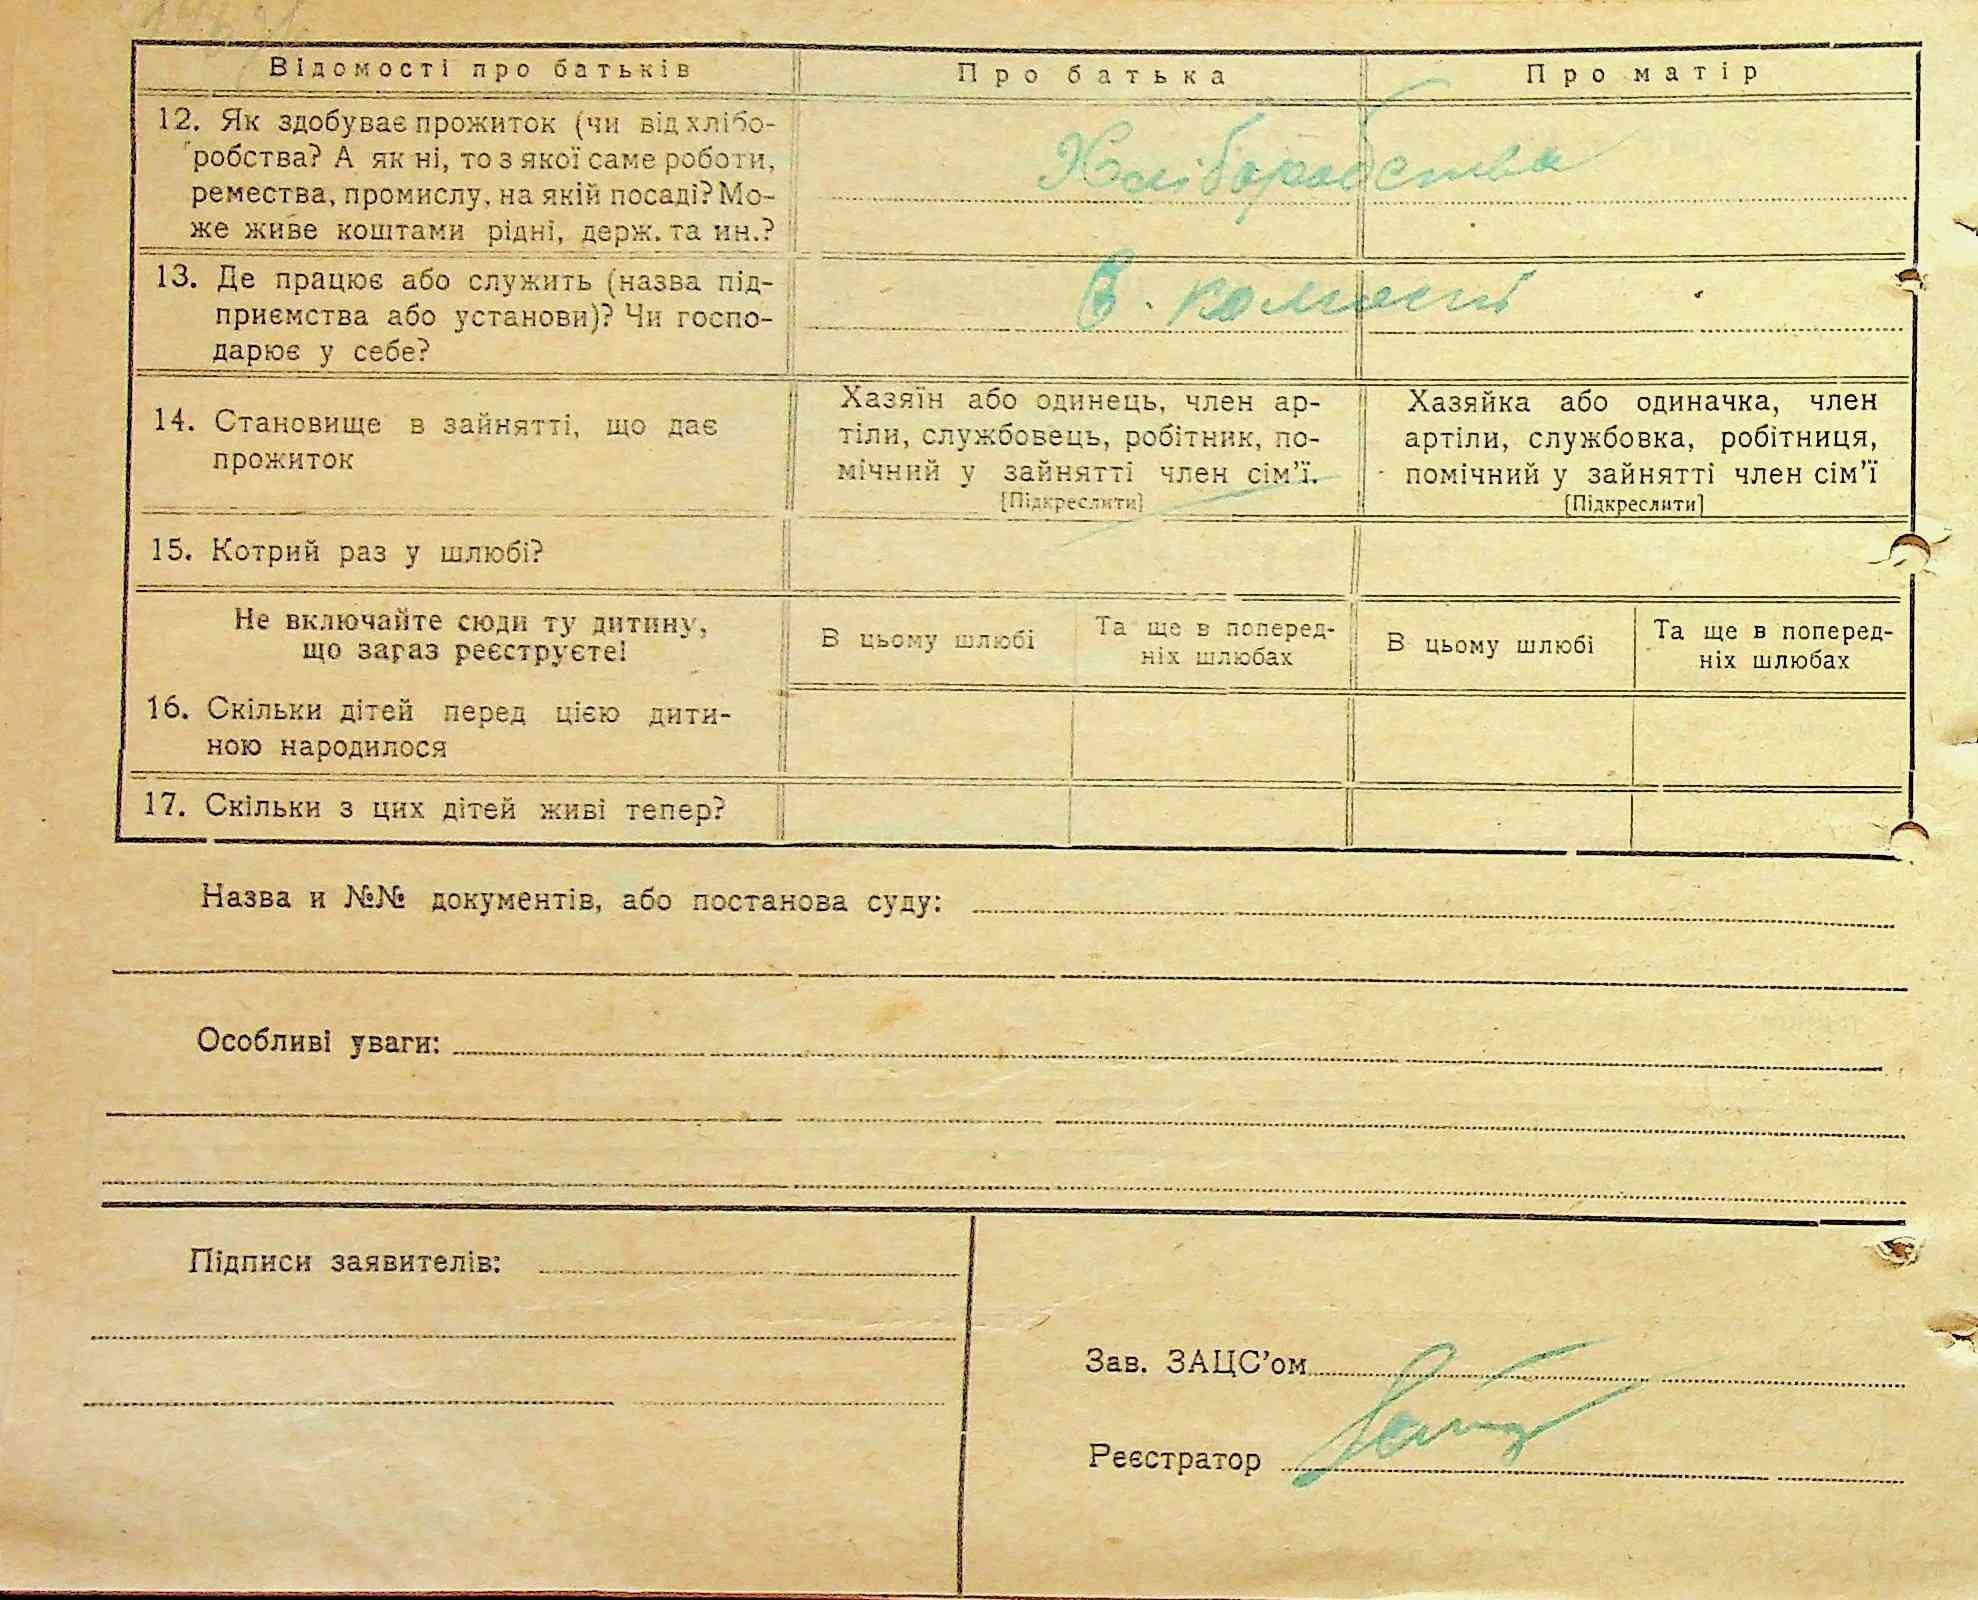 Відомості про батьків
Про батька
Про матір
12. Як здобуває прожиток (чи від хлібо-
робства? А як ні, то з якої саме роботи,
ремества, промислу, на якій посаді? Мо-
же живе коштами рідні, держ. та ин.?
Хліборобства
13. Де працює або служить (назва під-
приємства або установи)? Чи госпо-
дарює у себе?
В
14. Становище в зайнятті, що дає
прожиток
Хазяїн або одинець, член ар-
тіли, службовець, робітник, по-
мічний у зайнятті член сім’ї.
[Підкреслити]
Хазяйка або одиначка, член
артіли, службовка, робітниця,
помічний у зайнятті член сім’ї
[Підкреслити]
15. Котрий раз у шлюбі?
Не включайте сюди ту дитину,
що зараз реєструєте!
В цьому шлюбі
Та ще в поперед-
ніх шлюбах
В цьому шлюбі
Та ще в поперед-
ніх шлюбах
16. Скільки дітей перед цією дити-
ною народилося
17. Скільки з цих дітей живі тепер?
Назва и №№ документів, або постанова суду:
Особливі уваги:
Підписи заявителів:
Зав. ЗАЦС’ом
Реєстратор